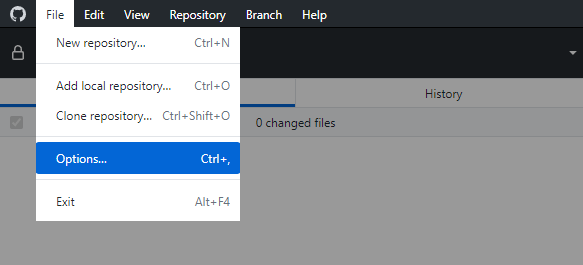 File Edit View Repository Branch Help
New repository... Ctrl+N
Add local repository... Ctrl+O
Clone repository... Ctrl+Shift+O
Options... Ctrl+,
Exit Alt+F4
History
0 changed files